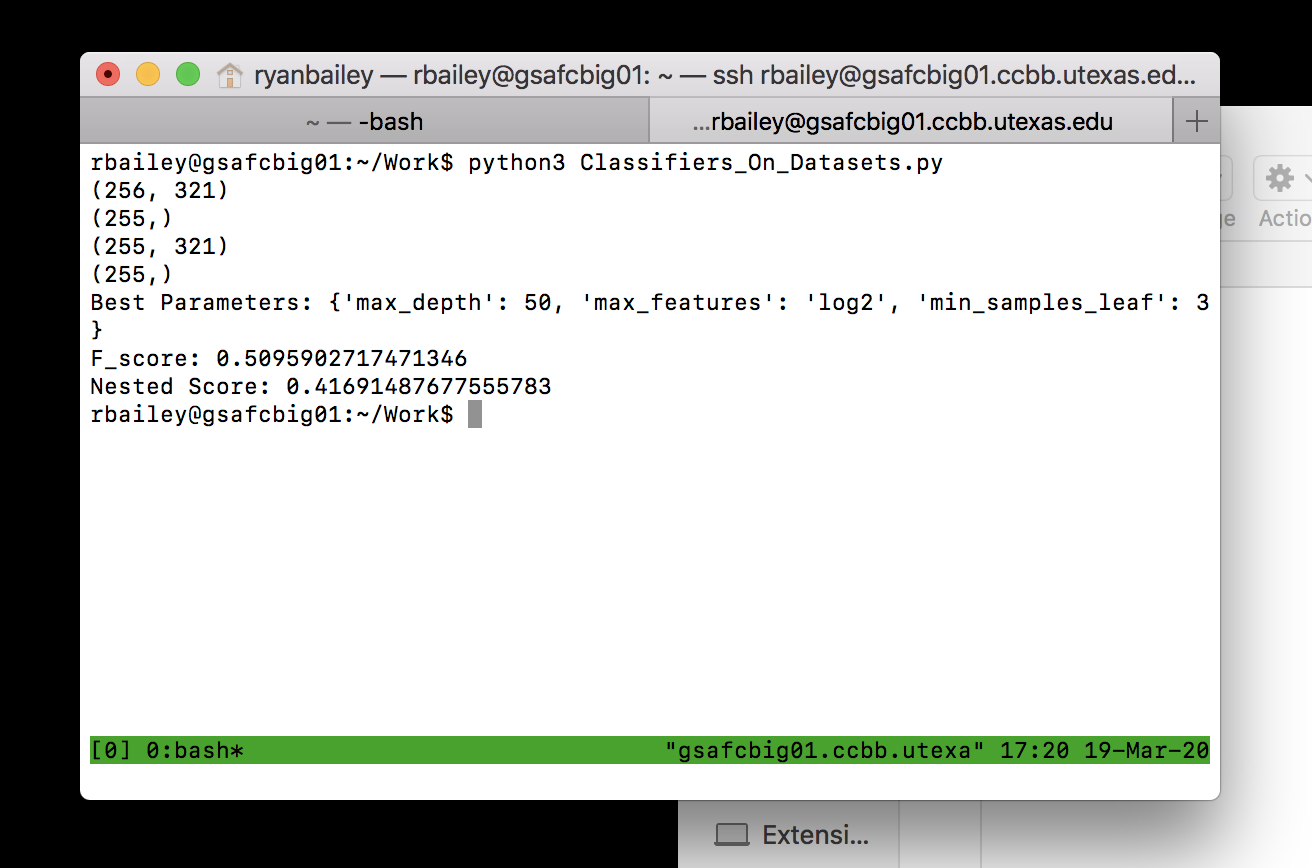 ryanbailey — rbailey@gsafcbig01: ~ — ssh rbailey@gsafcbig01.ccbb.utexas.ed...
~ — -bash
...rbailey@gsafcbig01.ccbb.utexas.edu
rbailey@gsafcbig01:~/Work$ python3 Classifiers_On_Datasets.py
(256, 321)
(255,)
(255, 321)
(255,)
Best Parameters: {'max_depth': 50, 'max_features': 'log2', 'min_samples_leaf': 3
}
F_score: 0.5095902717471346
Nested Score: 0.41691487677555783
rbailey@gsafcbig01:~/Work$
[0] 0:bash* "gsafcbig01.ccbb.utexa" 17:20 19-Mar-20
e Actio
Extensi...